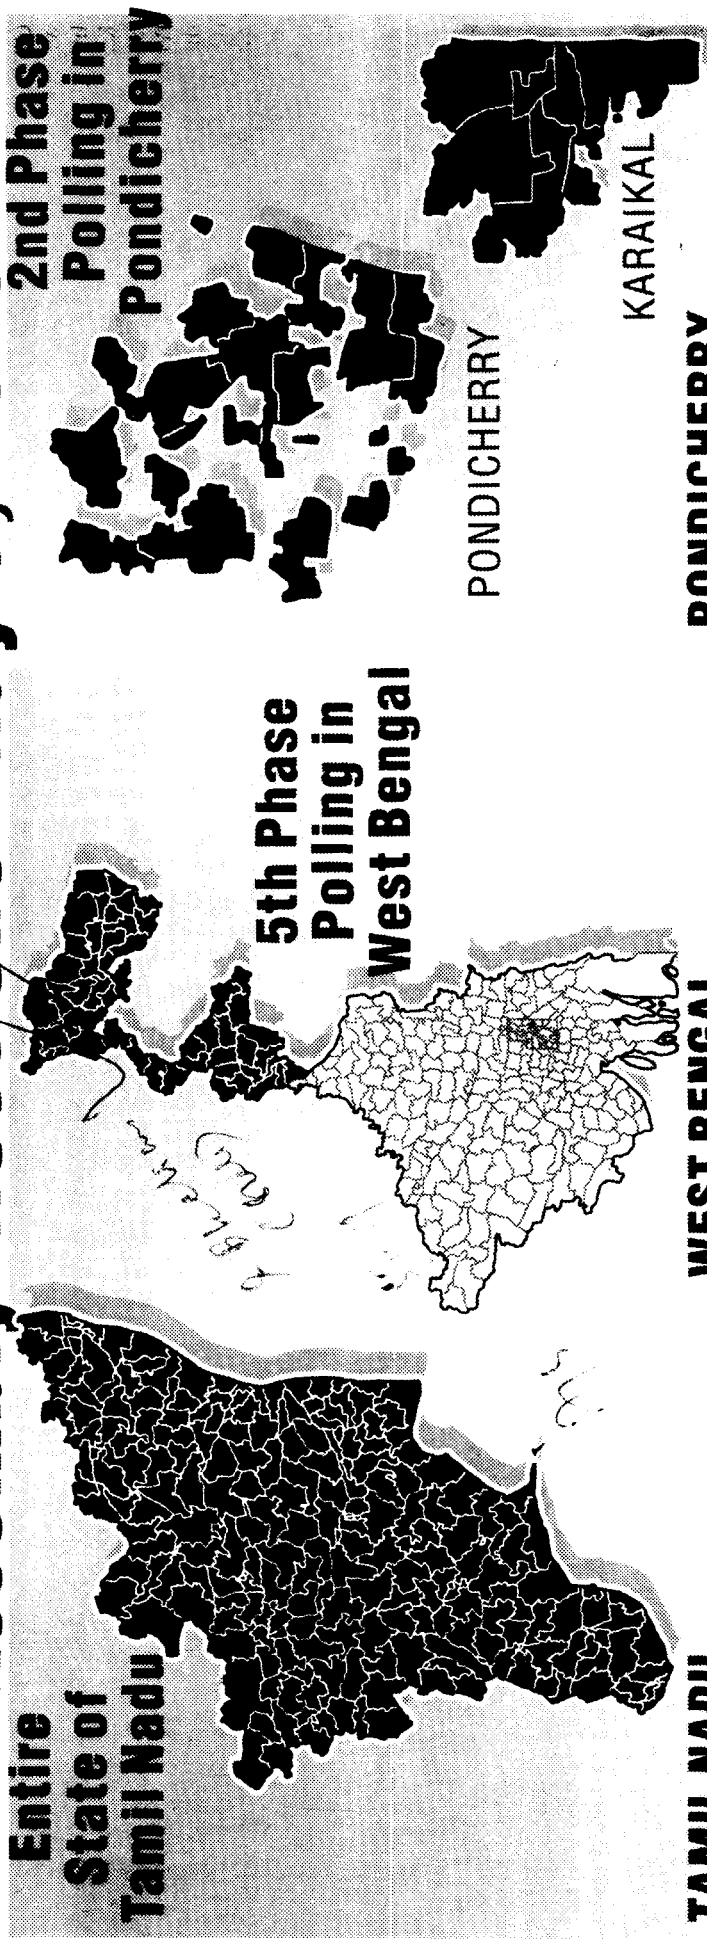 Entire
State of
Tamil Nadu
5th Phase
Polling in
West Bengal
2nd Phase
Polling in
Pondicherry
PONDICHERRY
KARAIKAL
TAMIL NADU
WEST BENGAL
PONDICHERRY